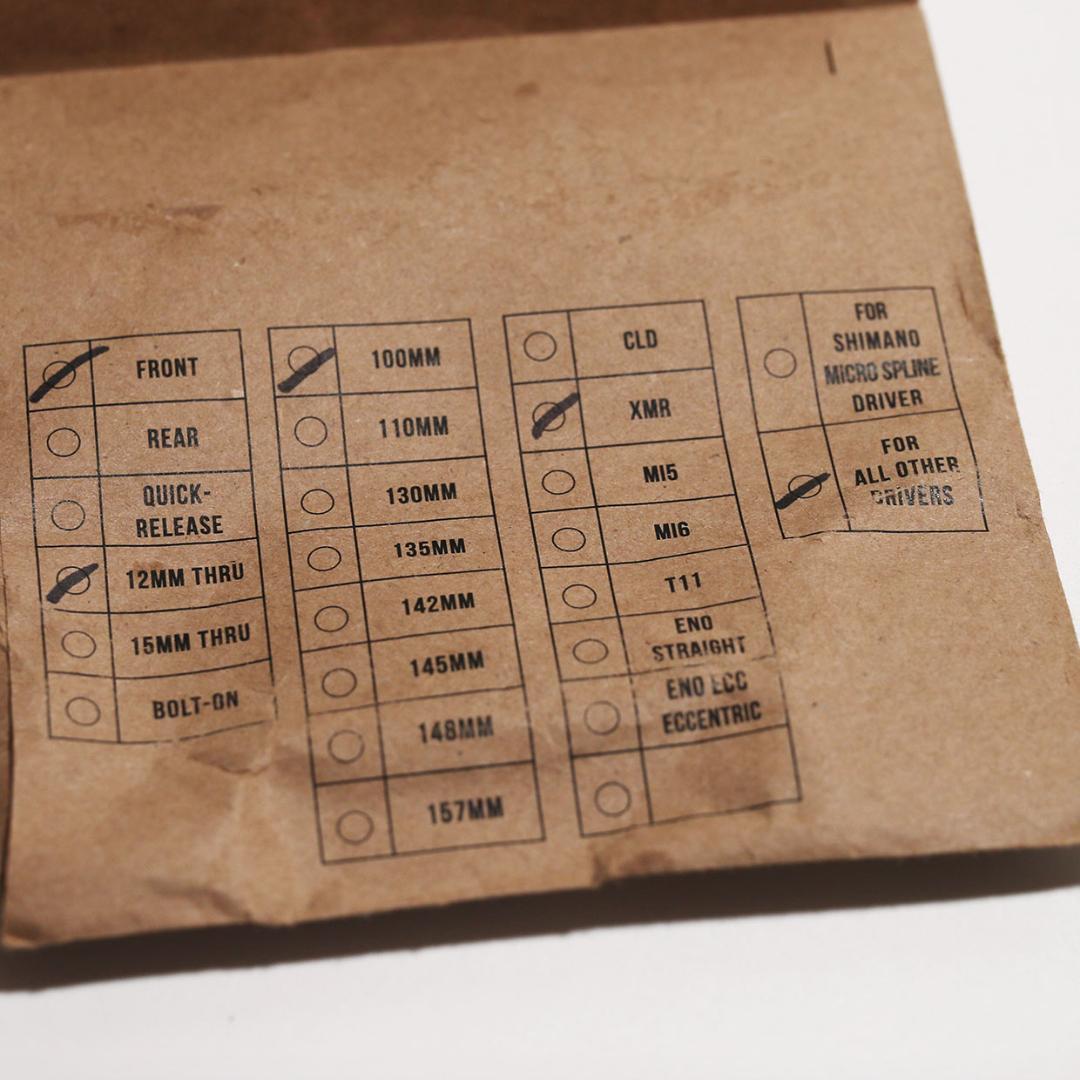 FRONT
REAR
QUICK-
RELEASE
12MM THRU
15MM THRU
BOLT-ON
100MM
110MM
130MM
135MM
142MM
145MM
148MM
157MM
CLD
XMR
MI5
MI6
T11
ENO
STRAIGHT
ENO ECC
ECCENTRIC
FOR
SHIMANO
MICRO SPLINE
DRIVER
FOR
ALL OTHER
DRIVERS